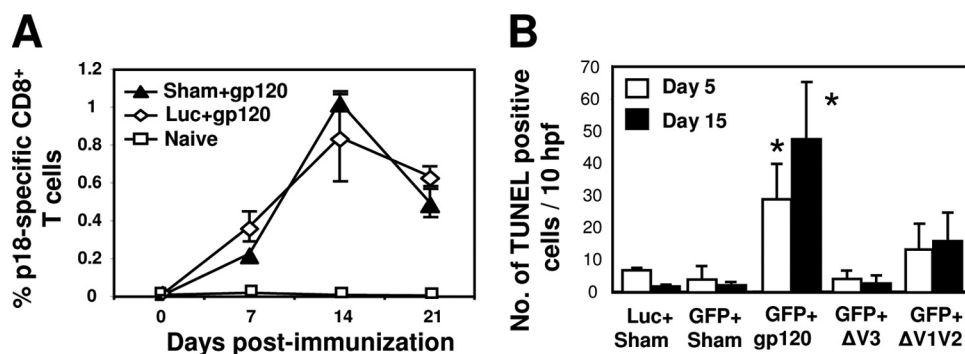 A
% p18-specific CD8⁺
T cells
1.2
1
0.8
0.6
0.4
0.2
0
Sham+gp120
Luc+gp120
Naive
0 7 14 21
Days post-immunization
B
No. of TUNEL positive
cells / 10 hpf
70
60
50
40
30
20
10
0
Day 5
Day 15
*
*
Luc+ GFP+ GFP+ GFP+ GFP+
Sham Sham gp120 ΔV3 ΔV1V2